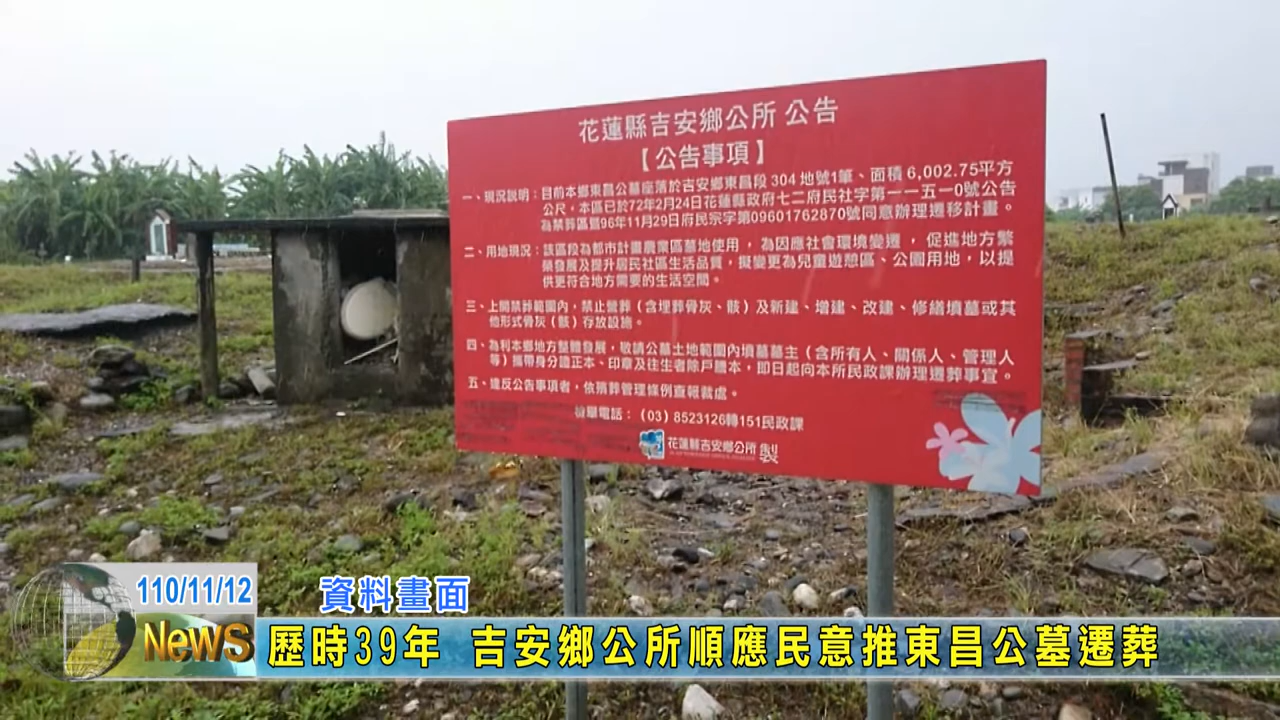 花蓮縣吉安鄉公所 公告
【公告事項】
一、現況說明：目前本鄉東昌公墓座落於吉安鄉東昌段 304 地號1筆、面積 6,002.75平方
公尺，本區已於72年2月24日花蓮縣政府七二府民社字第一一五一0號公告
為禁葬區暨96年11月29日府民宗字第09601762870號同意辦理遷移計畫。
二、用地現況：該區段為都市計畫農業區墓地使用，為因應社會環境變遷，促進地方繁
榮發展及提升居民社區生活品質，擬變更為兒童遊憩區、公園用地，以提
供更符合地方需要的生活空間。
三、上開禁葬範圍內，禁止營葬（含埋葬骨灰、骸）及新建、增建、改建、修繕墳墓或其
他形式骨灰（骸）存放設施。
四、為利本鄉地方整體發展，敬請公墓土地範圍內墳墓墓主（含所有人、關係人、管理人
等）攜帶身分證正本、印章及往生者除戶謄本，即日起向本所民政課辦理遷葬事宜。
五、違反公告事項者，依殯葬管理條例查報裁處。
檢舉電話：（03）8523126轉151民政課
花蓮縣吉安鄉公所 製
110/11/12
資料畫面
News
歷時39年 吉安鄉公所順應民意推東昌公墓遷葬